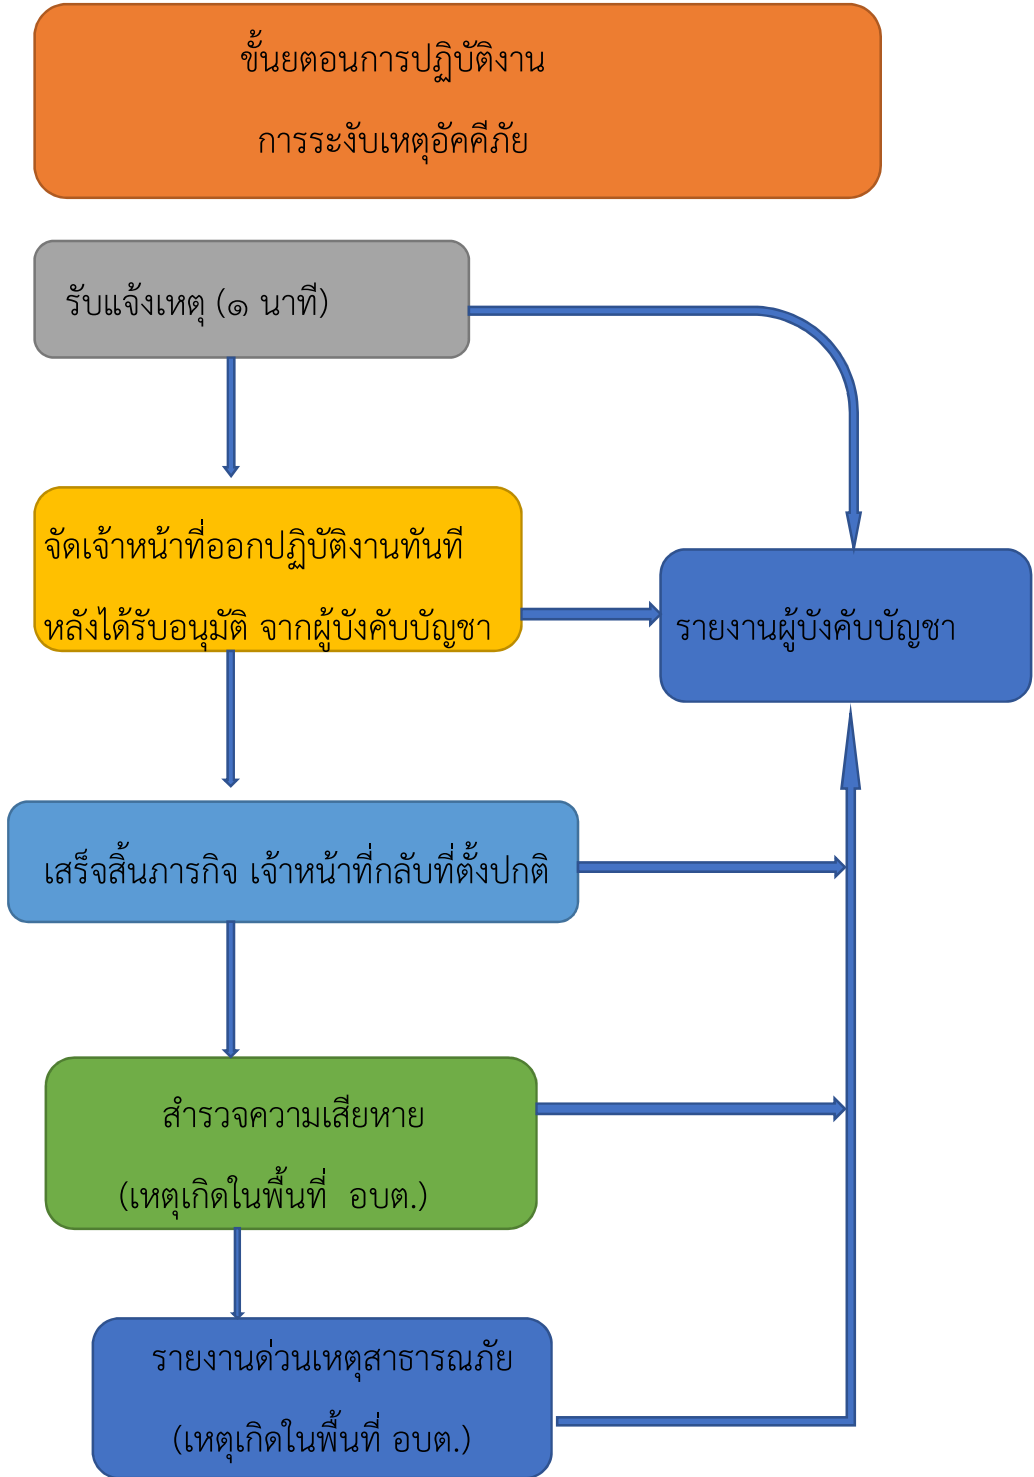 ขั้นยตอนการปฏิบัติงาน
การระงับเหตุอัคคีภัย
รับแจ้งเหตุ (๑ นาที)
จัดเจ้าหน้าที่ออกปฏิบัติงานทันที
หลังได้รับอนุมัติ จากผู้บังคับบัญชา
รายงานผู้บังคับบัญชา
เสร็จสิ้นภารกิจ เจ้าหน้าที่กลับที่ตั้งปกติ
สำรวจความเสียหาย
(เหตุเกิดในพื้นที่ อบต.)
รายงานด่วนเหตุสาธารณภัย
(เหตุเกิดในพื้นที่ อบต.)